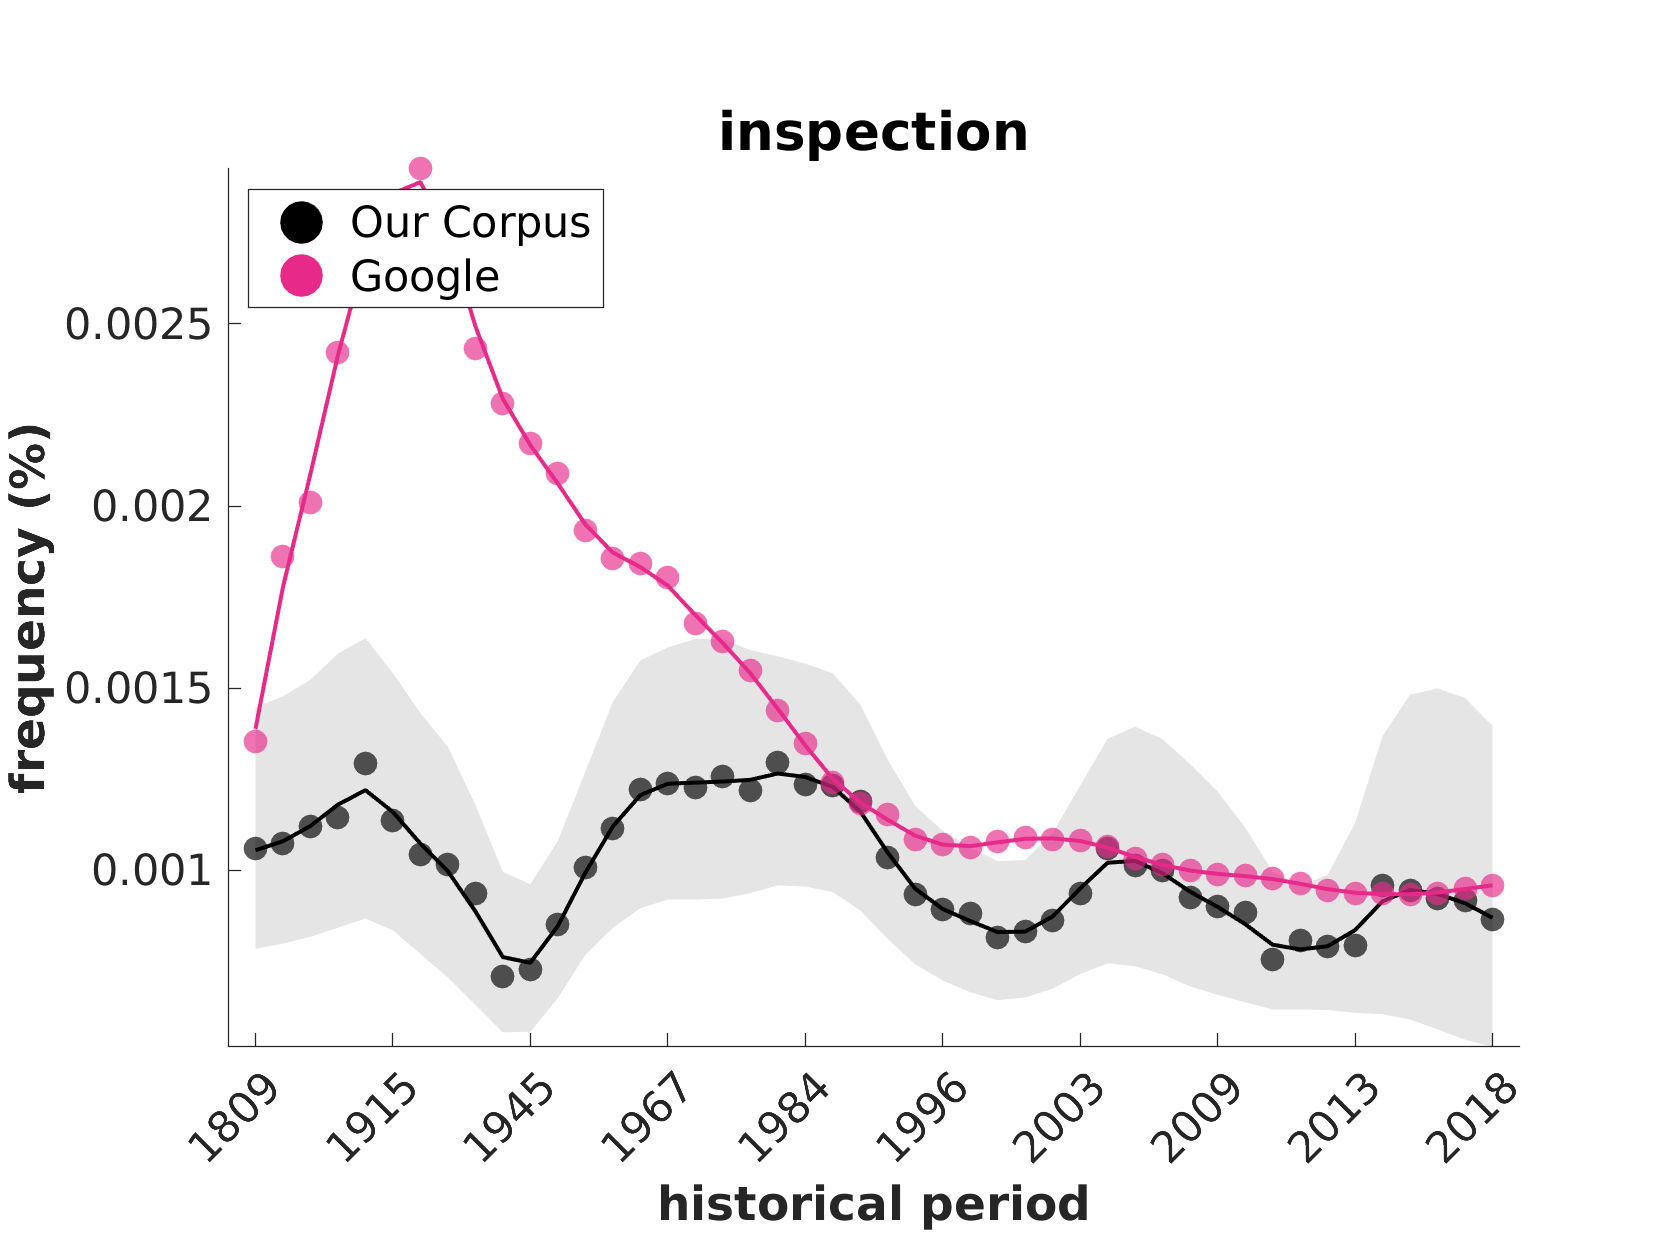 inspection
Our Corpus
Google
frequency (%)
0.0025
0.002
0.0015
0.001
1809
1915
1945
1967
1984
1996
2003
2009
2013
2018
historical period